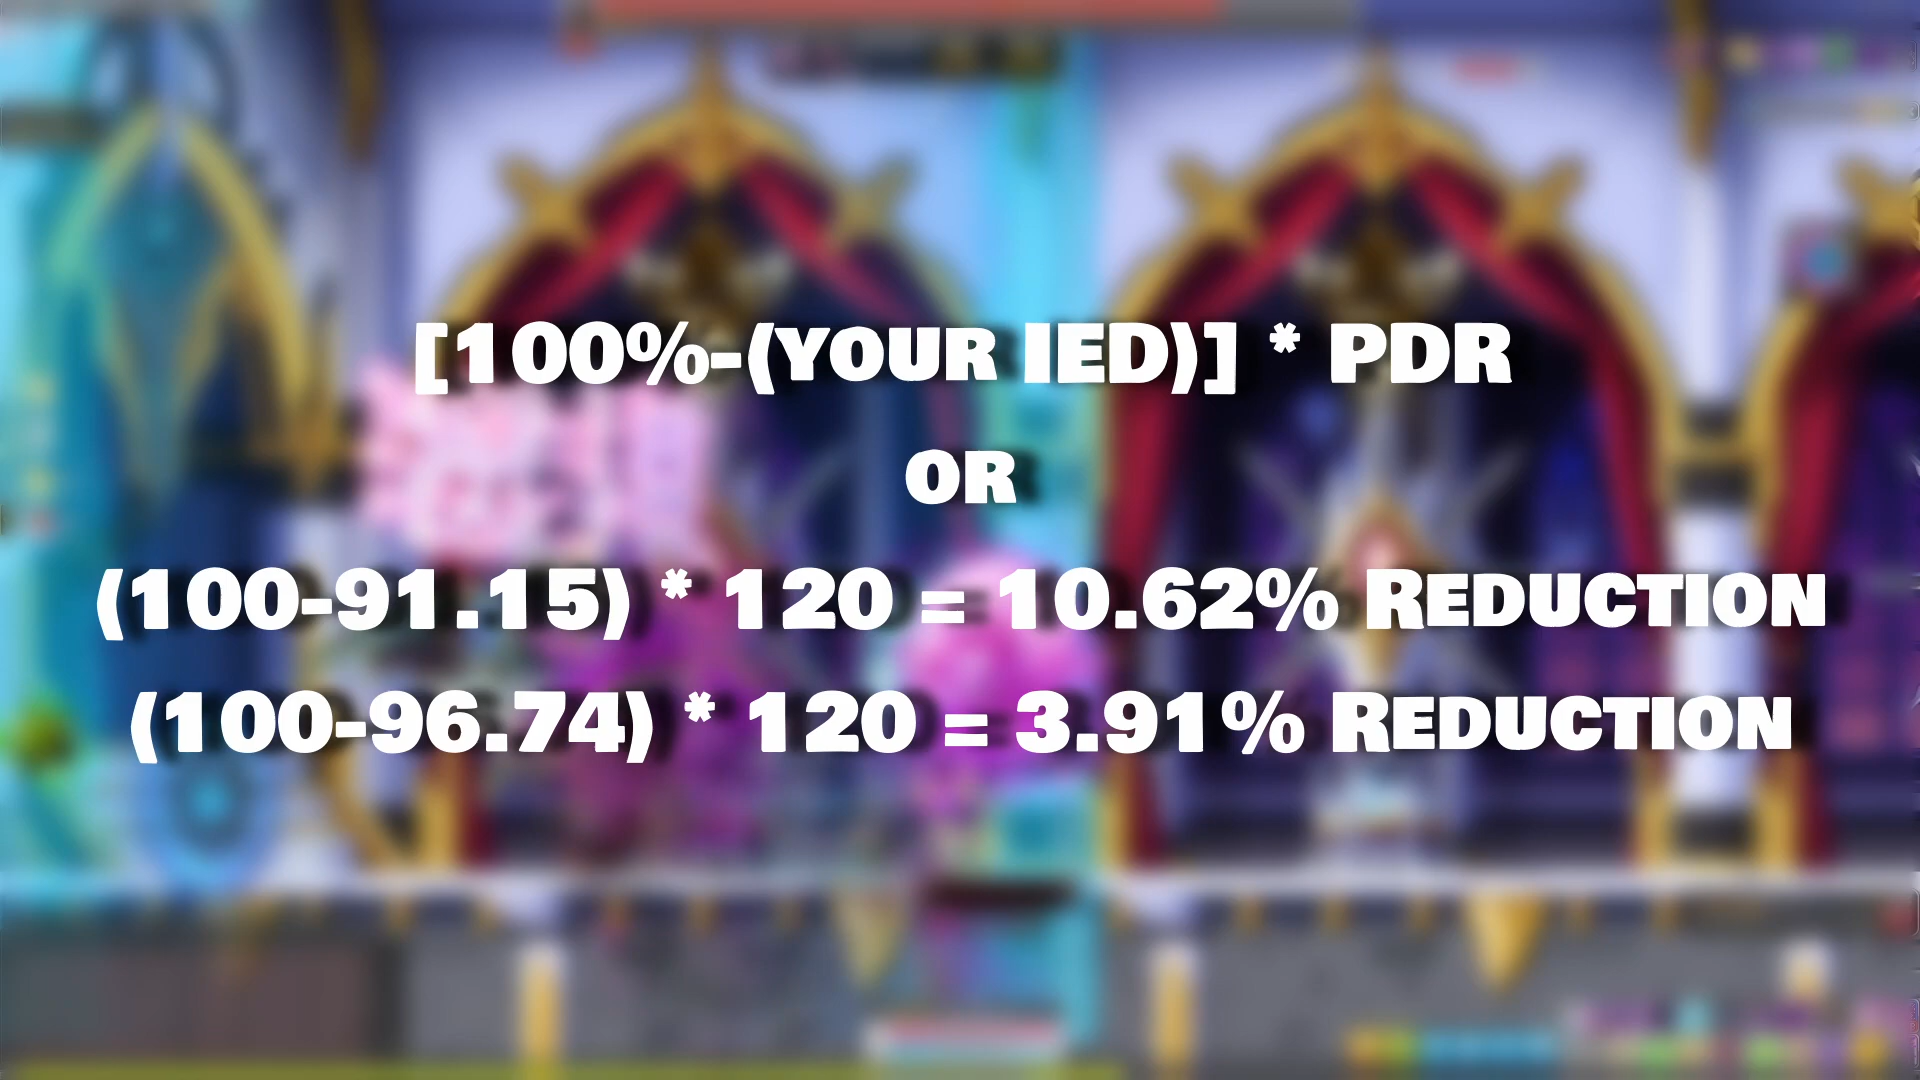 [100%-(YOUR IED)] * PDR
OR
(100-91.15) * 120 = 10.62% REDUCTION
(100-96.74) * 120 = 3.91% REDUCTION